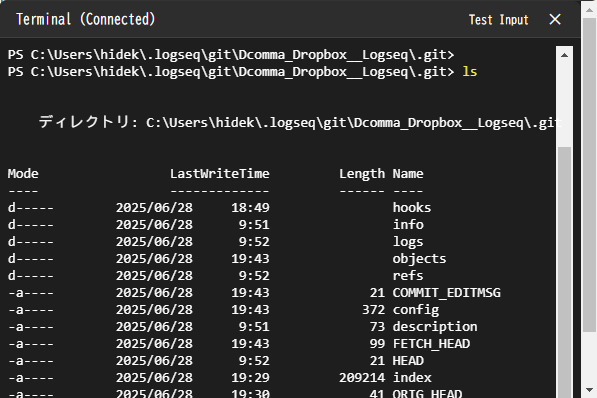 Terminal (Connected) Test Input ×
PS C:\Users\hidek\.logseq\git\Dcomma_Dropbox__Logseq\.git>
PS C:\Users\hidek\.logseq\git\Dcomma_Dropbox__Logseq\.git> ls
ディレクトリ: C:\Users\hidek\.logseq\git\Dcomma_Dropbox__Logseq\.git
Mode LastWriteTime Length Name
---- ------------- ------ ----
d----- 2025/06/28 18:49 hooks
d----- 2025/06/28 9:51 info
d----- 2025/06/28 9:52 logs
d----- 2025/06/28 19:43 objects
d----- 2025/06/28 9:52 refs
-a---- 2025/06/28 19:43 21 COMMIT_EDITMSG
-a---- 2025/06/28 19:43 372 config
-a---- 2025/06/28 9:51 73 description
-a---- 2025/06/28 19:43 99 FETCH_HEAD
-a---- 2025/06/28 9:52 21 HEAD
-a---- 2025/06/28 19:29 209214 index
-a---- 2025/06/28 19:30 41 ORIG_HEAD